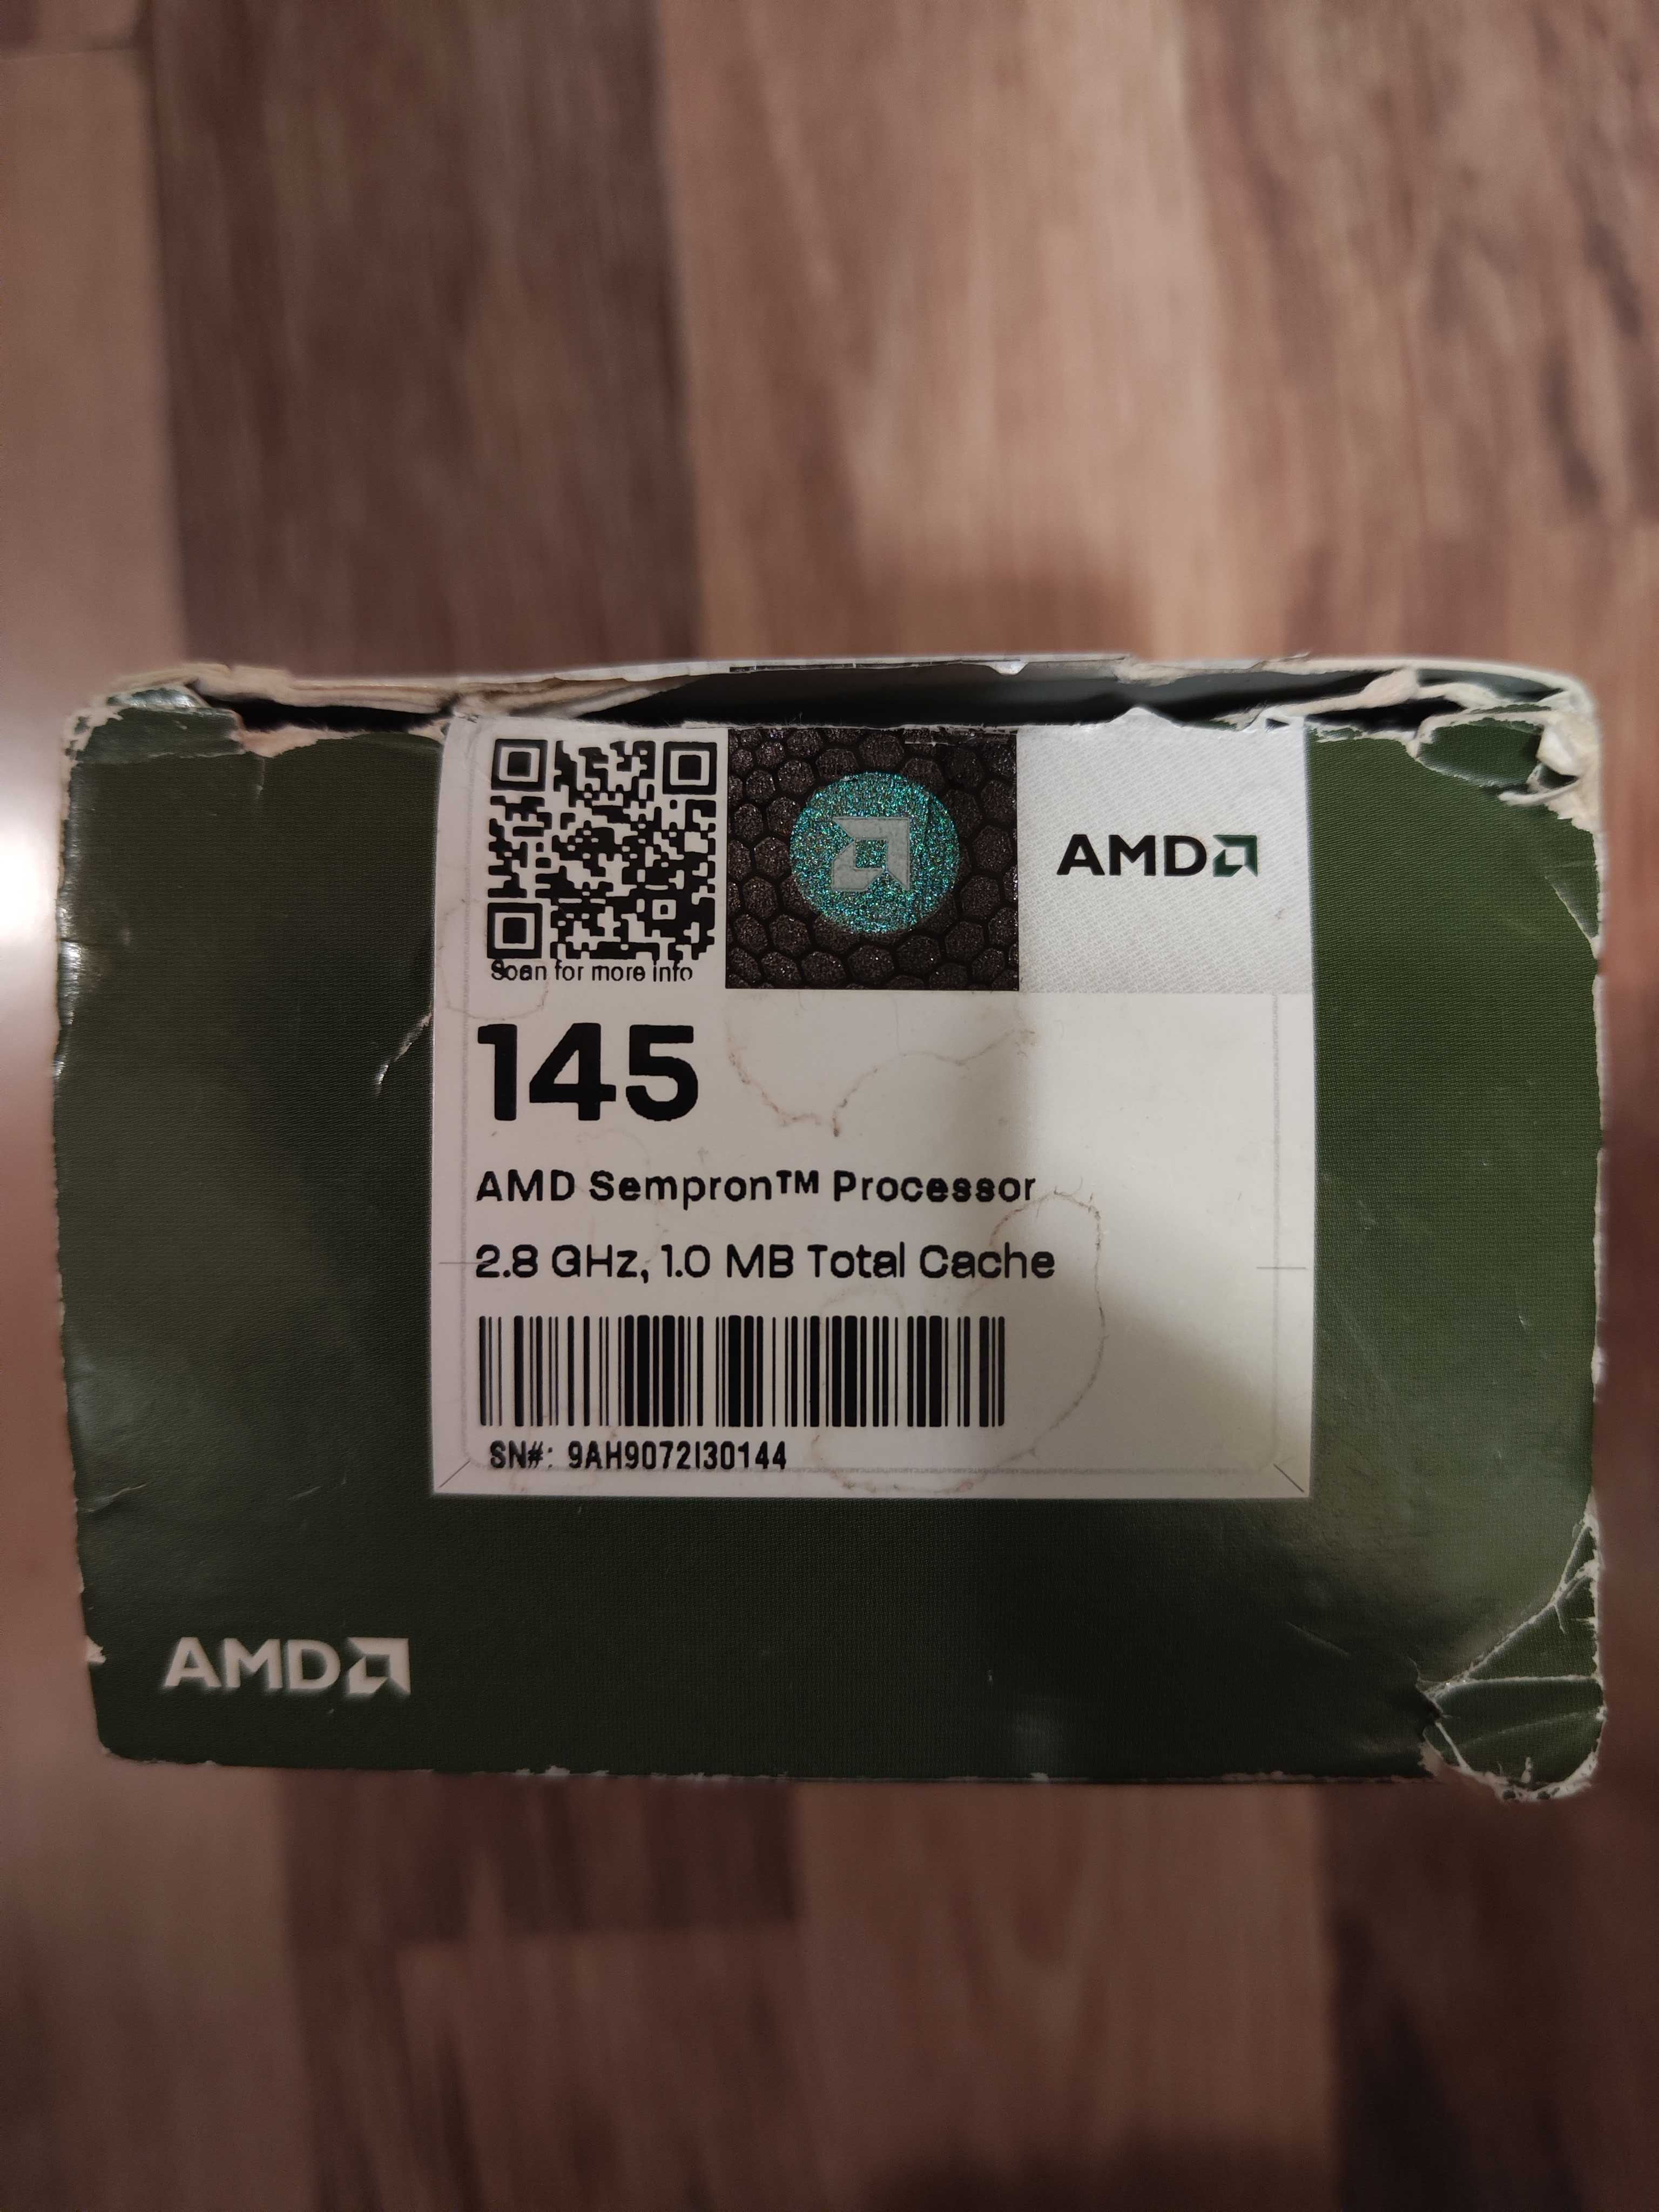 Scan for more info
AMD
145
AMD Sempron™ Processor
2.8 GHz, 1.0 MB Total Cache
SN#: 9AH9072I30144
AMD